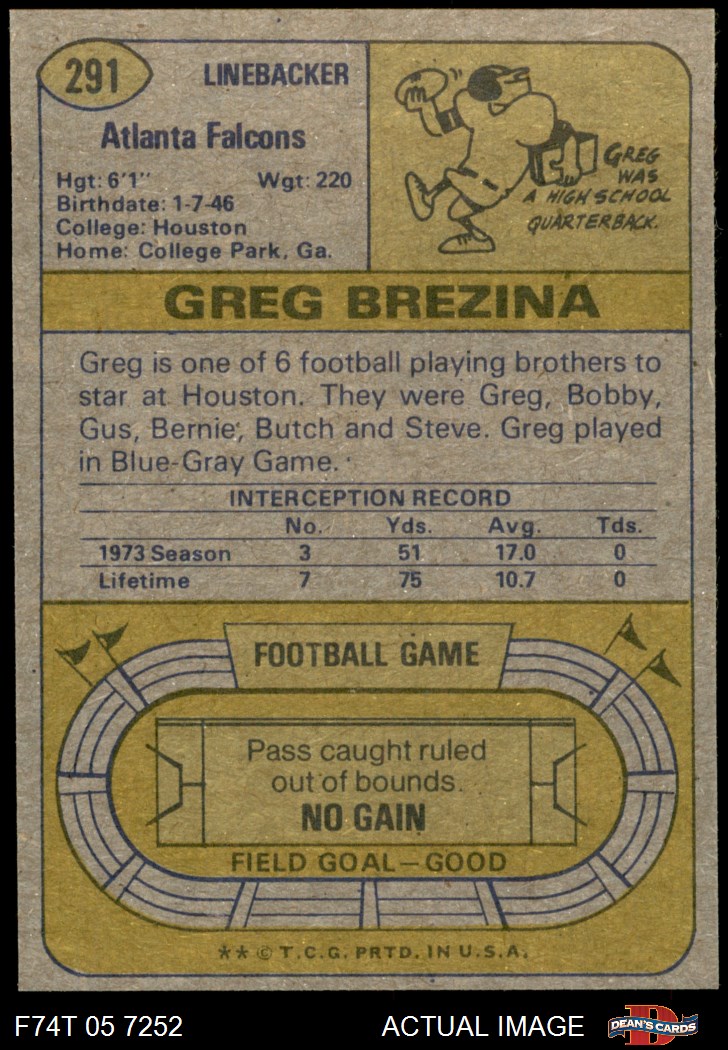 291
LINEBACKER
Atlanta Falcons
Hgt: 6'1" Wgt: 220
Birthdate: 1-7-46
College: Houston
Home: College Park, Ga.
GREG
WAS
A HIGH SCHOOL
QUARTERBACK.
GREG BREZINA
Greg is one of 6 football playing brothers to
star at Houston. They were Greg, Bobby,
Gus, Bernie, Butch and Steve. Greg played
in Blue-Gray Game.
INTERCEPTION RECORD
No. Yds. Avg. Tds.
1973 Season 3 51 17.0 0
Lifetime 7 75 10.7 0
FOOTBALL GAME
Pass caught ruled
out of bounds.
NO GAIN
FIELD GOAL—GOOD
** © T.C.G. PRTD. IN U.S.A.
F74T 05 7252 ACTUAL IMAGE DEAN'S CARDS